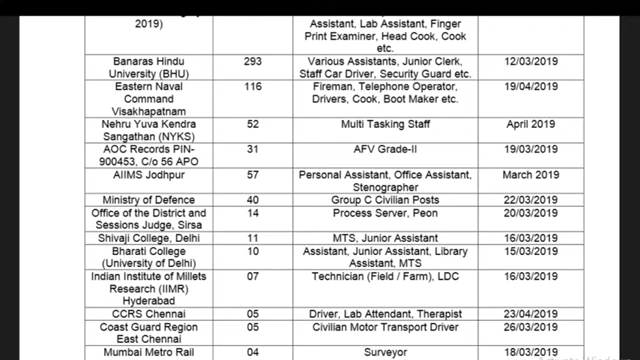 2019)
Assistant, Lab Assistant, Finger
Print Examiner, Head Cook, Cook
etc.
Banaras Hindu
University (BHU)
293
Various Assistants, Junior Clerk,
Staff Car Driver, Security Guard etc.
12/03/2019
Eastern Naval
Command
Visakhapatnam
116
Fireman, Telephone Operator,
Drivers, Cook, Boot Maker etc.
19/04/2019
Nehru Yuva Kendra
Sangathan (NYKS)
52
Multi Tasking Staff
April 2019
AOC Records PIN-
900453, C/o 56 APO
31
AFV Grade-II
19/03/2019
AIIMS Jodhpur
57
Personal Assistant, Office Assistant,
Stenographer
March 2019
Ministry of Defence
40
Group C Civilian Posts
22/03/2019
Office of the District and
Sessions Judge, Sirsa
14
Process Server, Peon
20/03/2019
Shivaji College, Delhi
11
MTS, Junior Assistant
16/03/2019
Bharati College
(University of Delhi)
10
Assistant, Junior Assistant, Library
Assistant, MTS
15/03/2019
Indian Institute of Millets
Research (IIMR)
Hyderabad
07
Technician (Field / Farm), LDC
16/03/2019
CCRS Chennai
05
Driver, Lab Attendant, Therapist
23/04/2019
Coast Guard Region
East Chennai
05
Civilian Motor Transport Driver
26/03/2019
Mumbai Metro Rail
04
Surveyor
18/03/2019